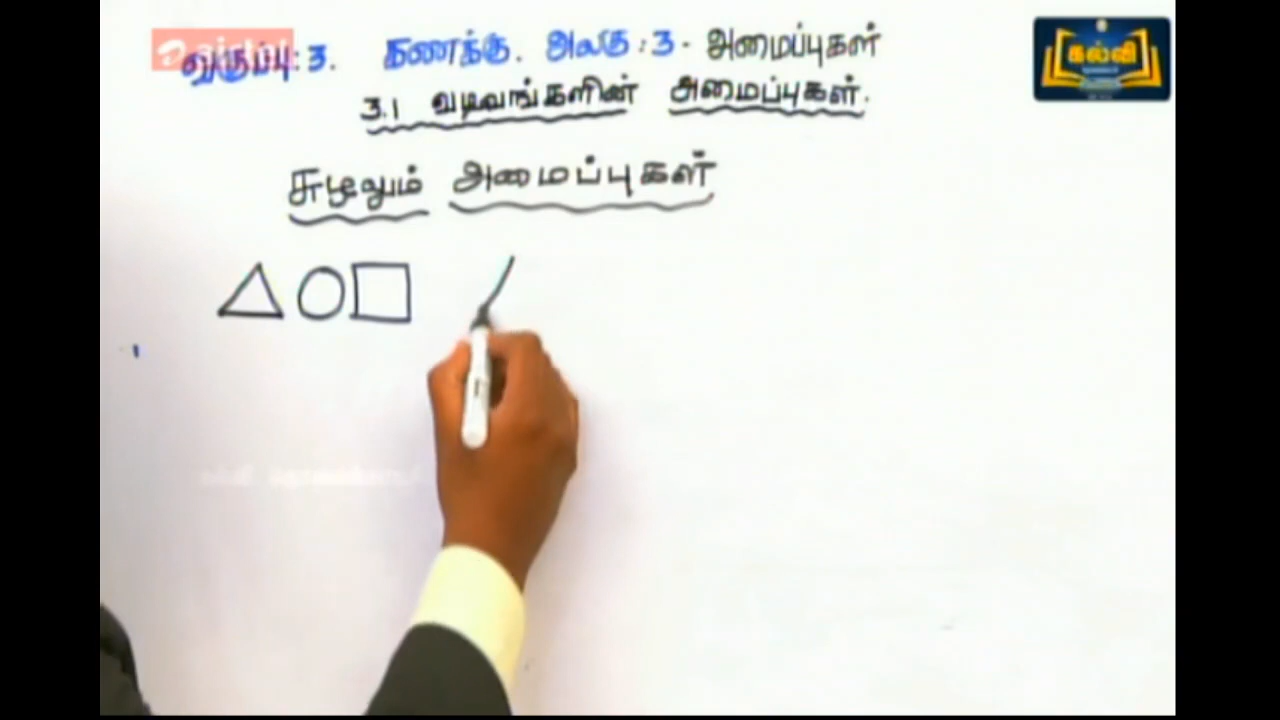 வகுப்பு: 3. கணக்கு. அலகு : 3 - அமைப்புகள்
3.1 வடிவங்களின் அமைப்புகள்.
சுழலும் அமைப்புகள்
கல்வி